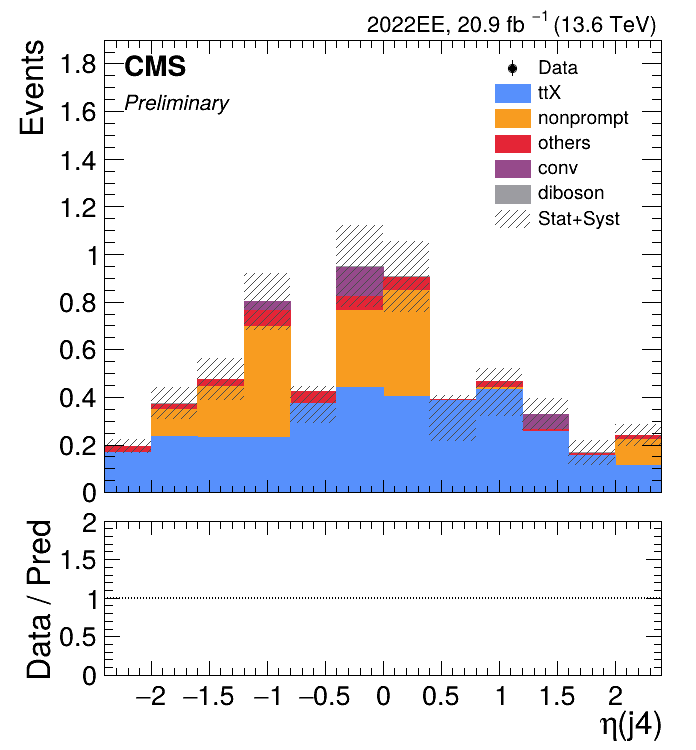 2022EE, 20.9 fb⁻¹ (13.6 TeV)
CMS
Preliminary
Events
1.8
1.6
1.4
1.2
1
0.8
0.6
0.4
0.2
0
Data
ttX
nonprompt
others
conv
diboson
Stat+Syst
Data / Pred
2
1.5
1
0.5
0
−2 −1.5 −1 −0.5 0 0.5 1 1.5 2
η(j4)